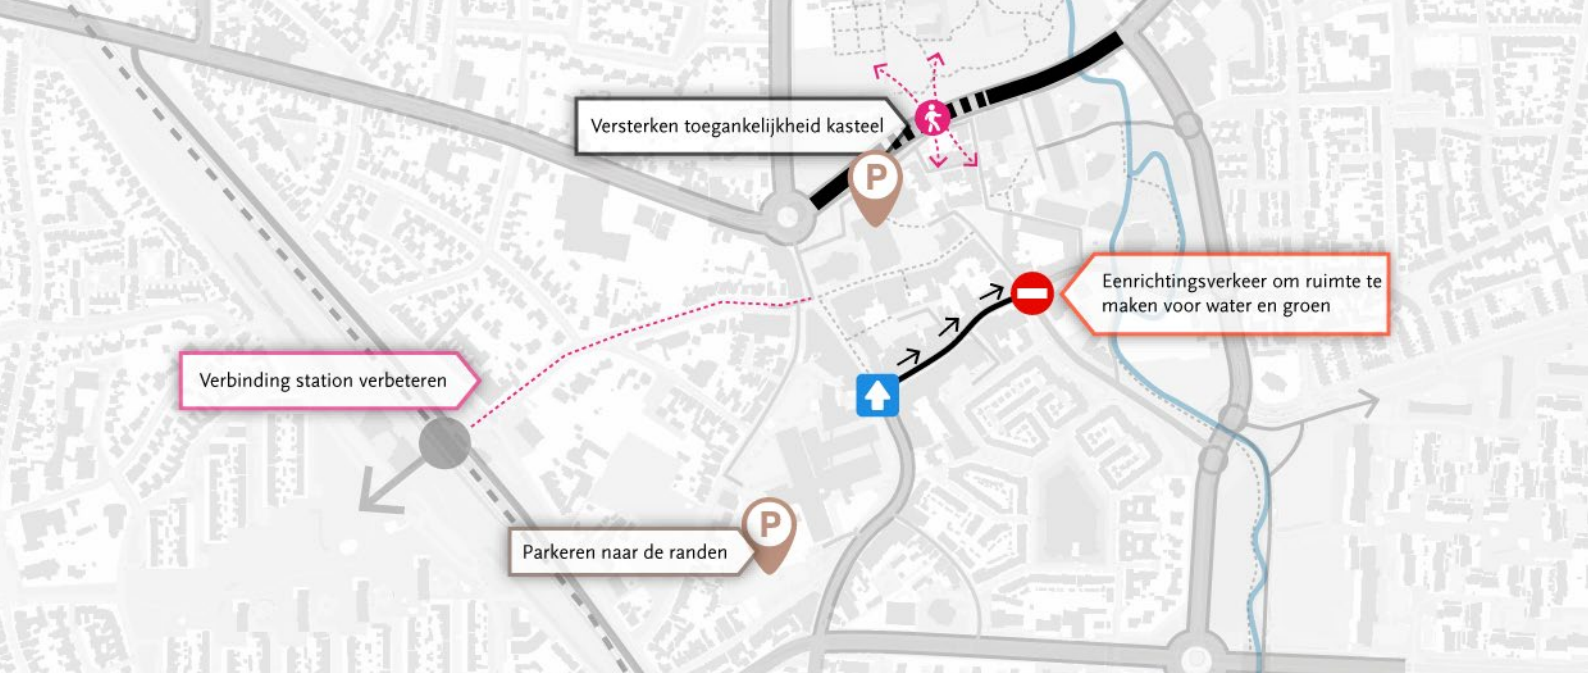 Versterken toegankelijkheid kasteel
P
Eenrichtingsverkeer om ruimte te
maken voor water en groen
Verbinding station verbeteren
P
Parkeren naar de randen